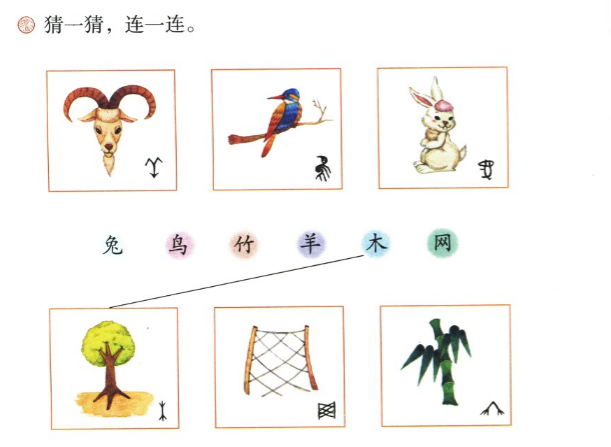 猜一猜，连一连。
兔 鸟 竹 羊 木 网